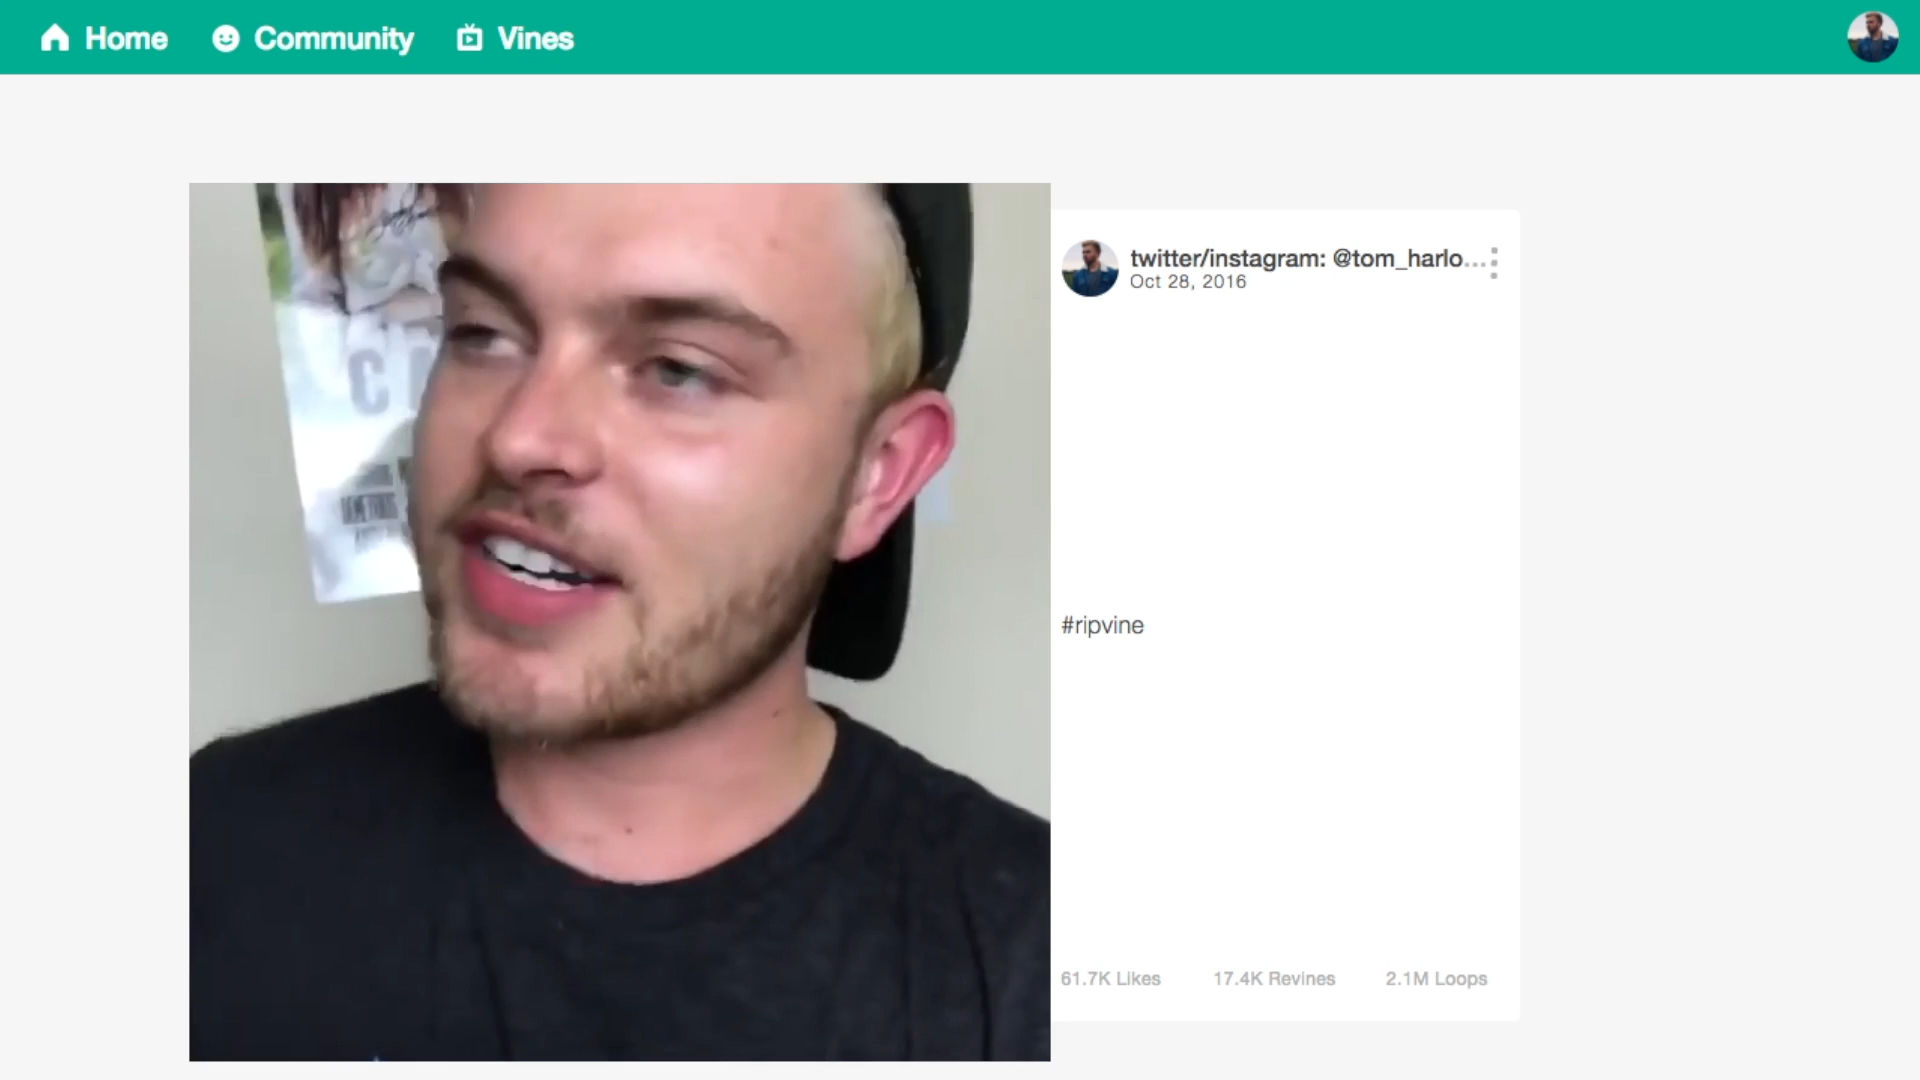 Home Community Vines
twitter/instagram: @tom_harlo...
Oct 28, 2016
#ripvine
61.7K Likes 17.4K Revines 2.1M Loops